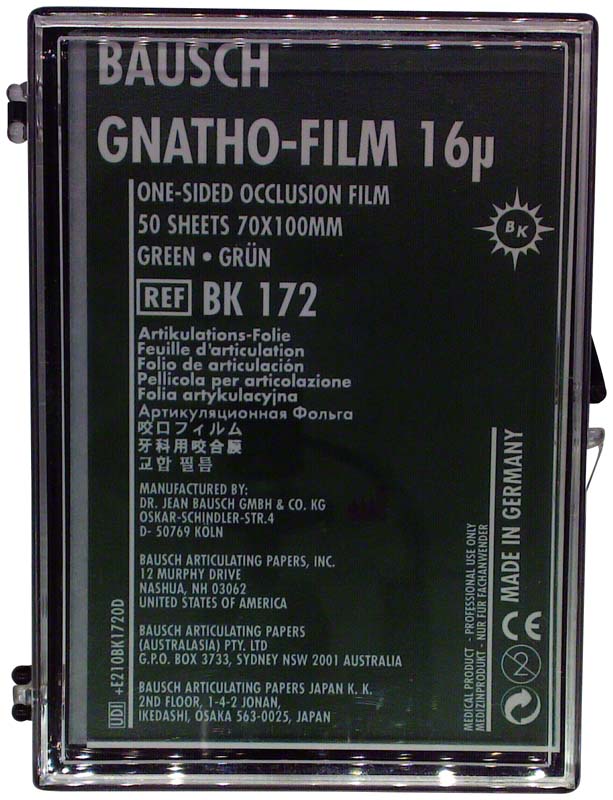 BAUSCH
GNATHO-FILM 16µ
ONE-SIDED OCCLUSION FILM
50 SHEETS 70X100MM
GREEN • GRÜN
REF BK 172
BK
Artikulations-Folie
Feuille d'articulation
Folio de articulación
Pellicola per articolazione
Folia artykulacyjna
Артикуляционная Фольга
咬口フィルム
牙科用咬合膜
교합 필름
MANUFACTURED BY:
DR. JEAN BAUSCH GMBH & CO. KG
OSKAR-SCHINDLER-STR.4
D- 50769 KÖLN
BAUSCH ARTICULATING PAPERS, INC.
12 MURPHY DRIVE
NASHUA, NH 03062
UNITED STATES OF AMERICA
BAUSCH ARTICULATING PAPERS
(AUSTRALASIA) PTY. LTD
G.P.O. BOX 3733, SYDNEY NSW 2001 AUSTRALIA
BAUSCH ARTICULATING PAPERS JAPAN K. K.
2ND FLOOR, 1-4-2 JONAN,
IKEDASHI, OSAKA 563-0025, JAPAN
UDI +E210BK1720D
MEDICAL PRODUCT - PROFESSIONAL USE ONLY
MEDIZINPRODUKT - NUR FÜR FACHANWENDER
CE MADE IN GERMANY
2